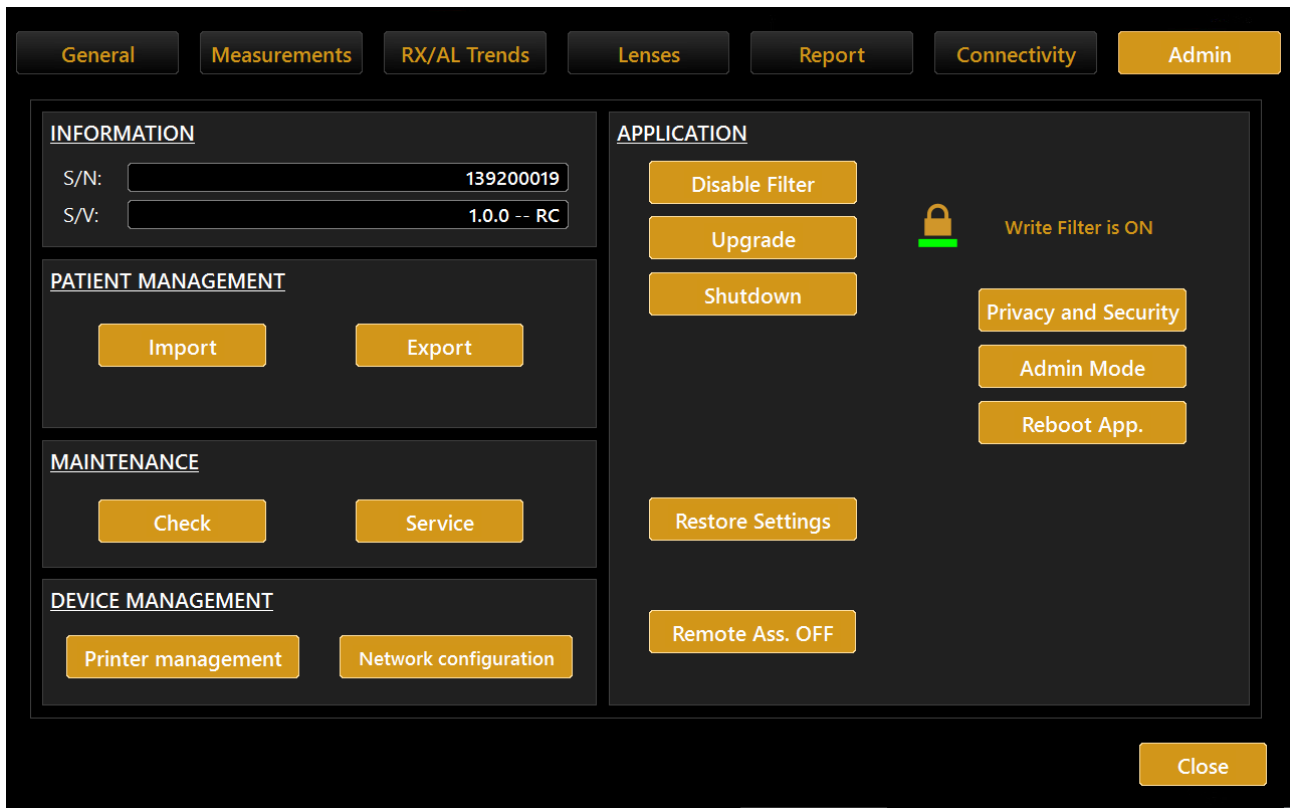 General Measurements RX/AL Trends Lenses Report Connectivity Admin
INFORMATION
S/N: 139200019
S/V: 1.0.0 -- RC
PATIENT MANAGEMENT
Import Export
MAINTENANCE
Check Service
DEVICE MANAGEMENT
Printer management Network configuration
APPLICATION
Disable Filter
Upgrade
Shutdown
Write Filter is ON
Privacy and Security
Admin Mode
Reboot App.
Restore Settings
Remote Ass. OFF
Close